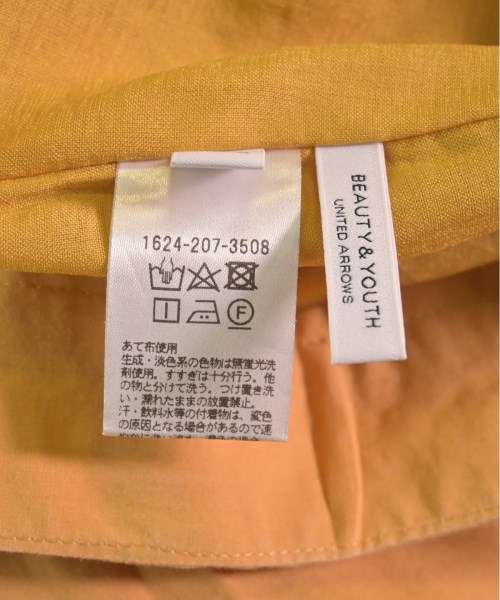 1624-207-3508
F
あて布使用
生成・淡色系の色物は無蛍光洗
剤使用。すすぎは十分行う。他
の物と分けて洗う。つけ置き洗
い・濡れたままの放置禁止。
汗・飲料水等の付着物は、変色
の原因となる場合があるので速
BEAUTY & YOUTH
UNITED ARROWS